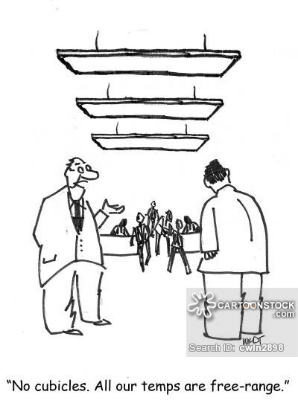 CARTOONSTOCK
.com
Search ID: cwln2898
"No cubicles. All our temps are free-range."